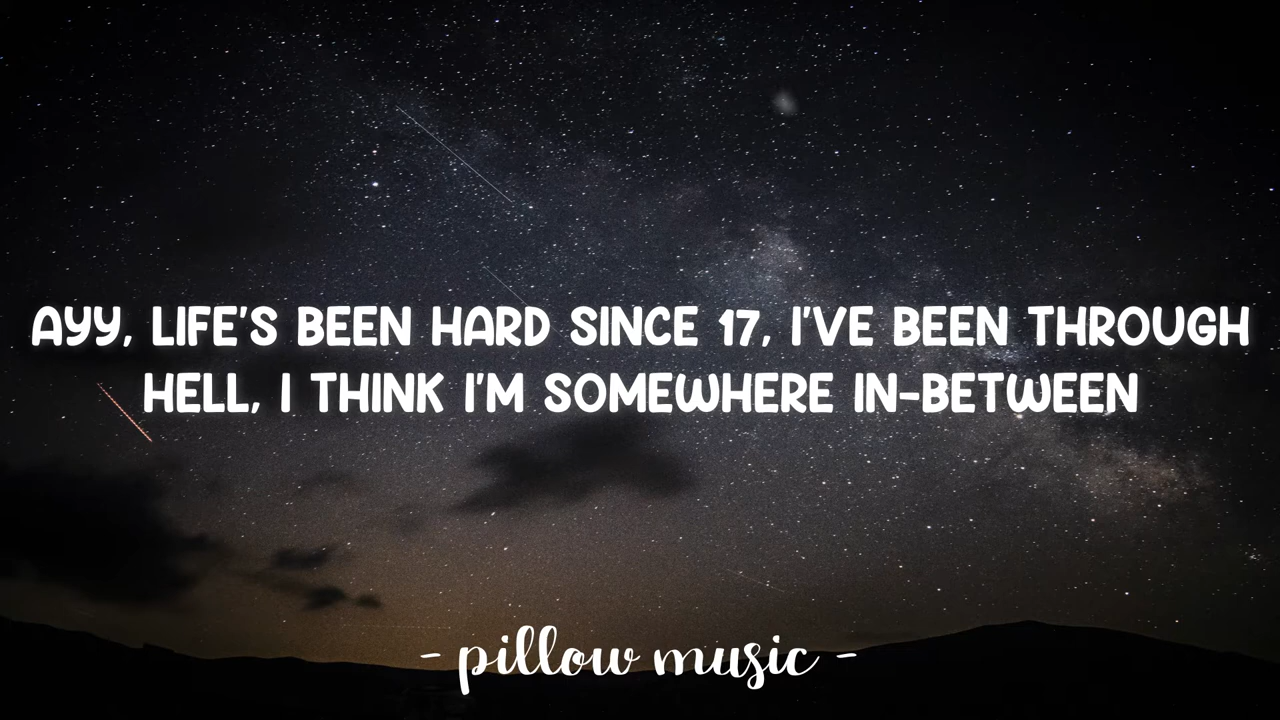 AYY, LIFE'S BEEN HARD SINCE 17, I'VE BEEN THROUGH
HELL, I THINK I'M SOMEWHERE IN-BETWEEN
- pillow music -